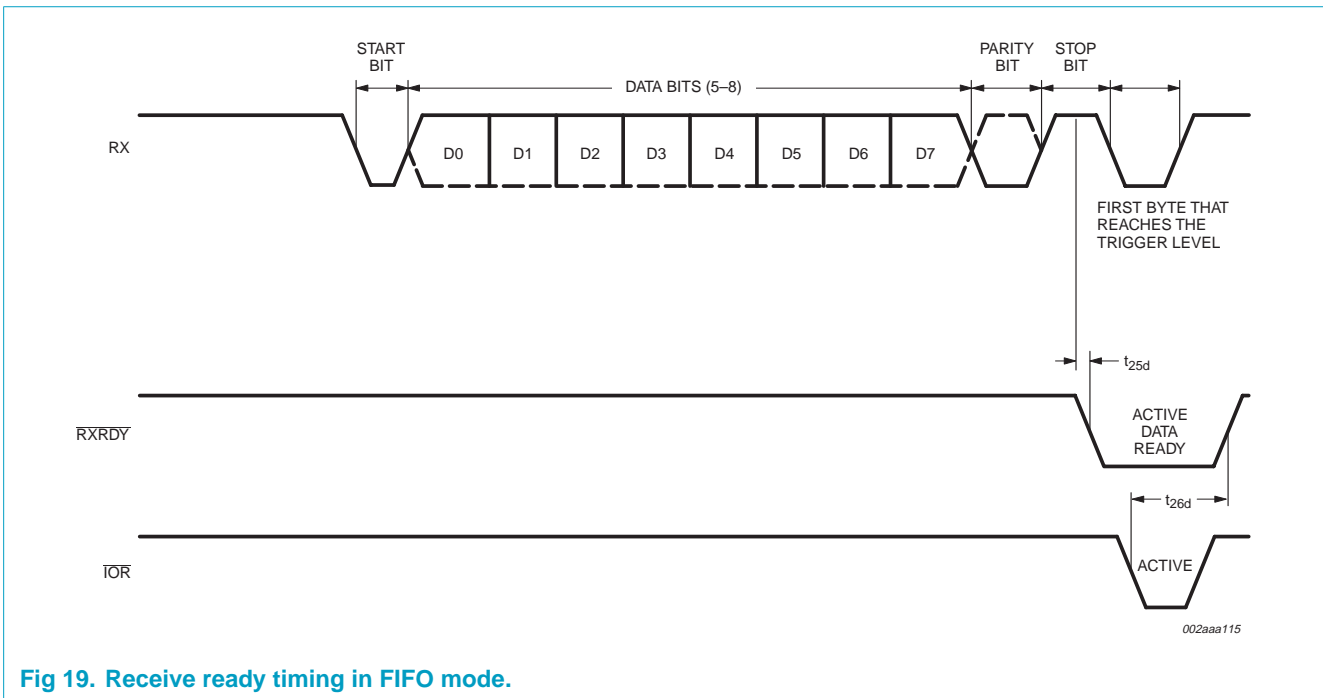 START
BIT
PARITY
BIT
STOP
BIT
DATA BITS (5–8)
RX
D0
D1
D2
D3
D4
D5
D6
D7
FIRST BYTE THAT
REACHES THE
TRIGGER LEVEL
t25d
RXRDY
ACTIVE
DATA
READY
t26d
IOR
ACTIVE
002aaa115
Fig 19. Receive ready timing in FIFO mode.